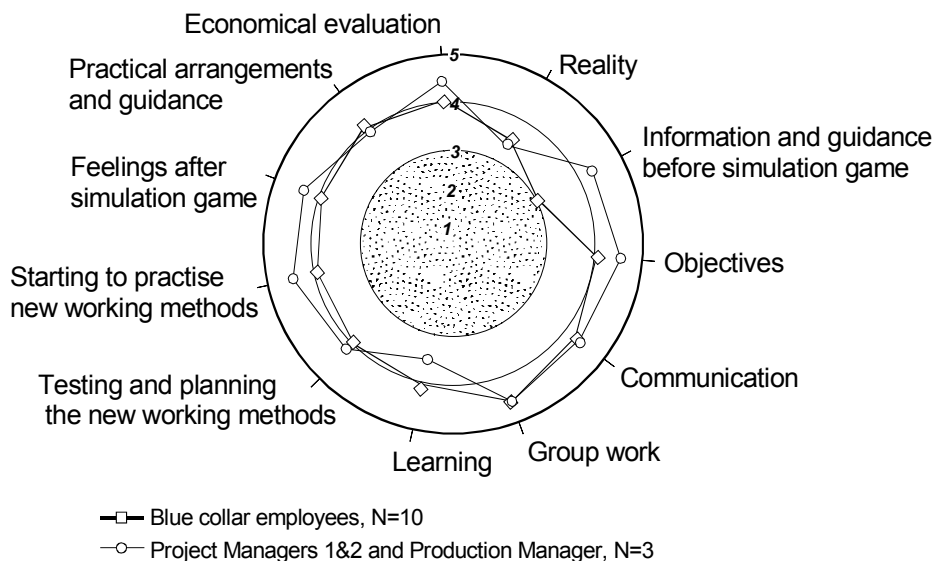 Economical evaluation
5
Reality
Practical arrangements
and guidance
4
Information and guidance
before simulation game
3
Feelings after
simulation game
2
1
Objectives
Starting to practise
new working methods
Communication
Testing and planning
the new working methods
Group work
Learning
Blue collar employees, N=10
Project Managers 1&2 and Production Manager, N=3